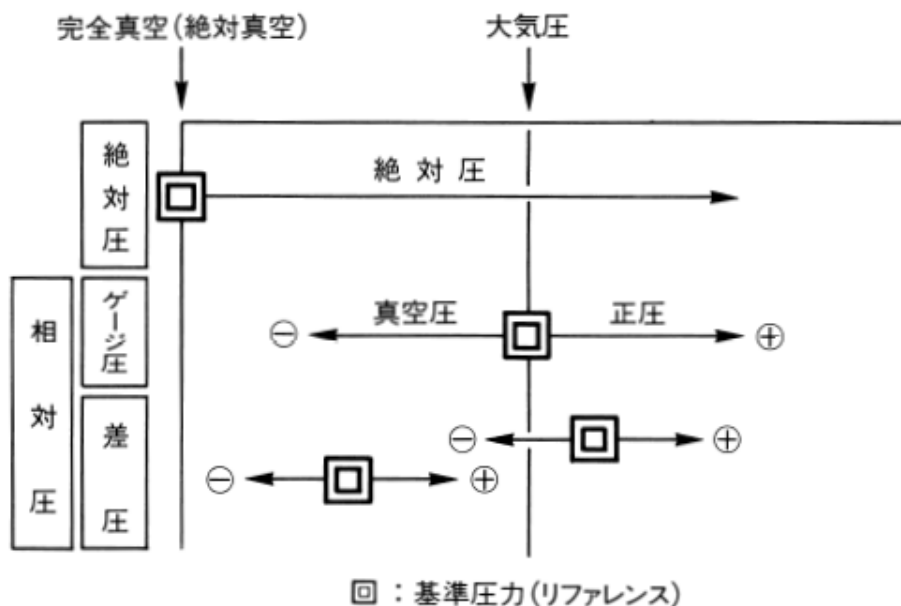 完全真空(絶対真空)
大気圧
絶対圧
絶対圧
相対圧
ゲージ圧
真空圧
正圧
⊖
⊕
差圧
⊖
⊕
⊖
⊕
：基準圧力(リファレンス)